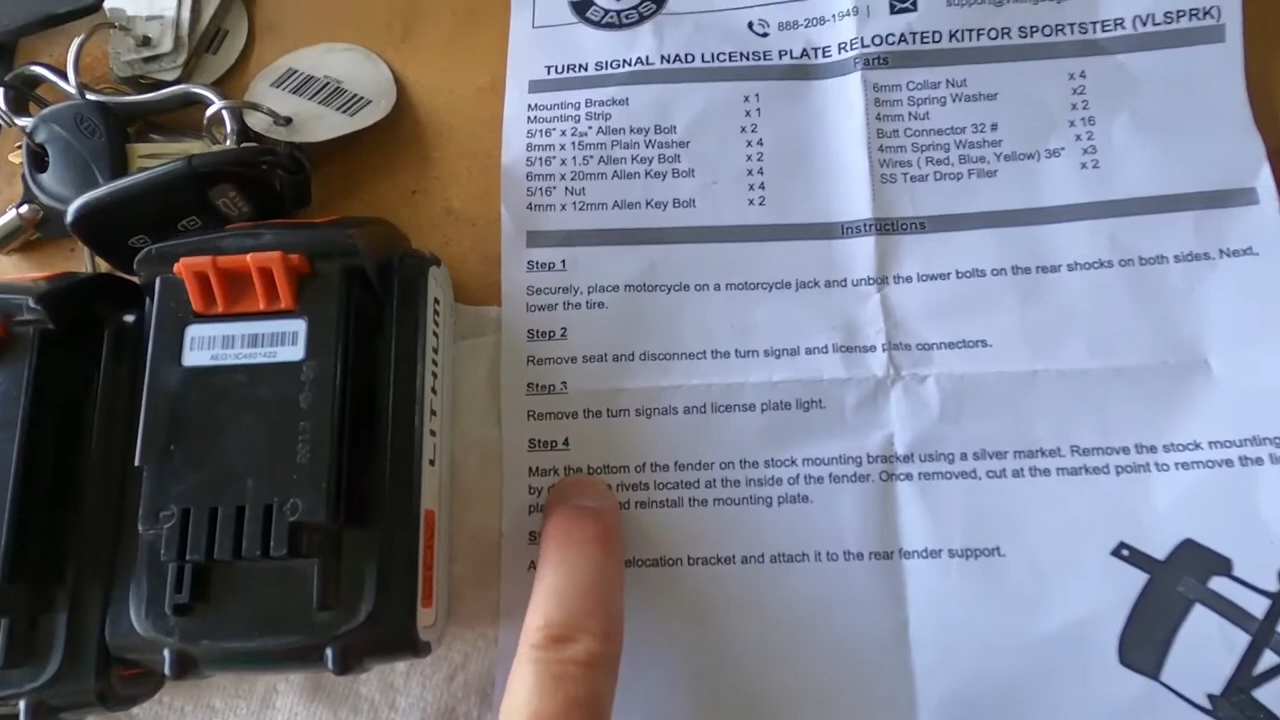 BAGS
888-208-1949 |
TURN SIGNAL NAD LICENSE PLATE RELOCATED KITFOR SPORTSTER (VLSPRK)
Parts
Mounting Bracket x 1
Mounting Strip x 1
5/16" x 2¾" Allen key Bolt x 2
8mm x 15mm Plain Washer x 4
5/16" x 1.5" Allen Key Bolt x 2
6mm x 20mm Allen Key Bolt x 4
5/16" Nut x 4
4mm x 12mm Allen Key Bolt x 2
6mm Collar Nut x 4
8mm Spring Washer x2
4mm Nut x 2
Butt Connector 32 # x 16
4mm Spring Washer x 2
Wires ( Red, Blue, Yellow) 36" x3
SS Tear Drop Filler x 2
Instructions
Step 1
Securely, place motorcycle on a motorcycle jack and unbolt the lower bolts on the rear shocks on both sides. Next,
lower the tire.
Step 2
Remove seat and disconnect the turn signal and license plate connectors.
Step 3
Remove the turn signals and license plate light.
Step 4
Mark the bottom of the fender on the stock mounting bracket using a silver market. Remove the stock mounting
by rivets located at the inside of the fender. Once removed, cut at the marked point to remove the
and reinstall the mounting plate.
relocation bracket and attach it to the rear fender support.
KIA
LITHIUM
20V
AEG13C4801422